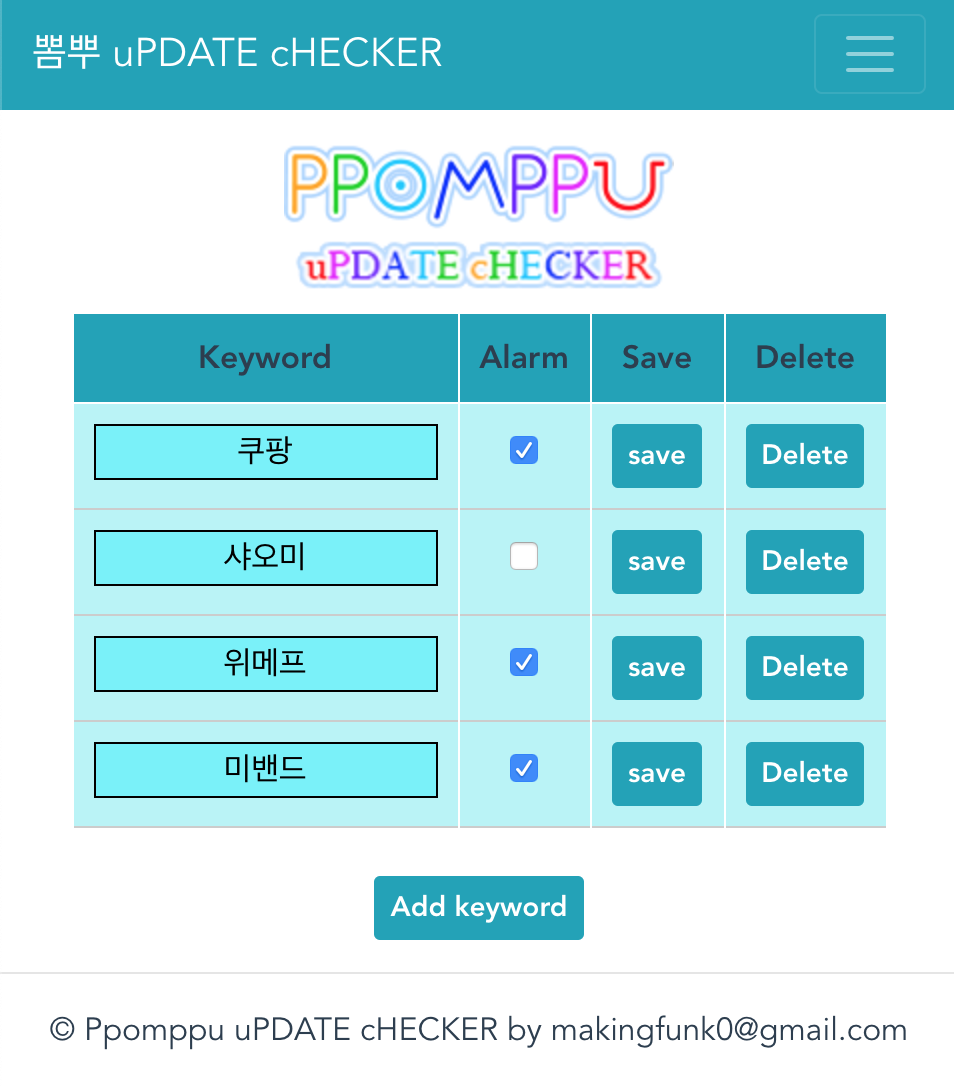 뽐뿌 uPDATE cHECKER
PPOMPPU
uPDATE cHECKER
Keyword Alarm Save Delete
쿠팡 save Delete
샤오미 save Delete
위메프 save Delete
미밴드 save Delete
Add keyword
© Ppomppu uPDATE cHECKER by makingfunk0@gmail.com